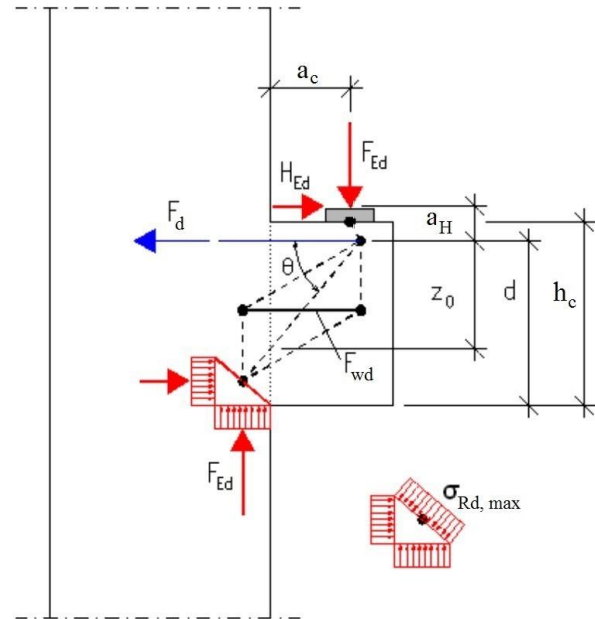 a_c
F_Ed
H_Ed
F_d
a_H
θ
z_0
d
h_c
F_wd
F_Ed
σ_Rd, max